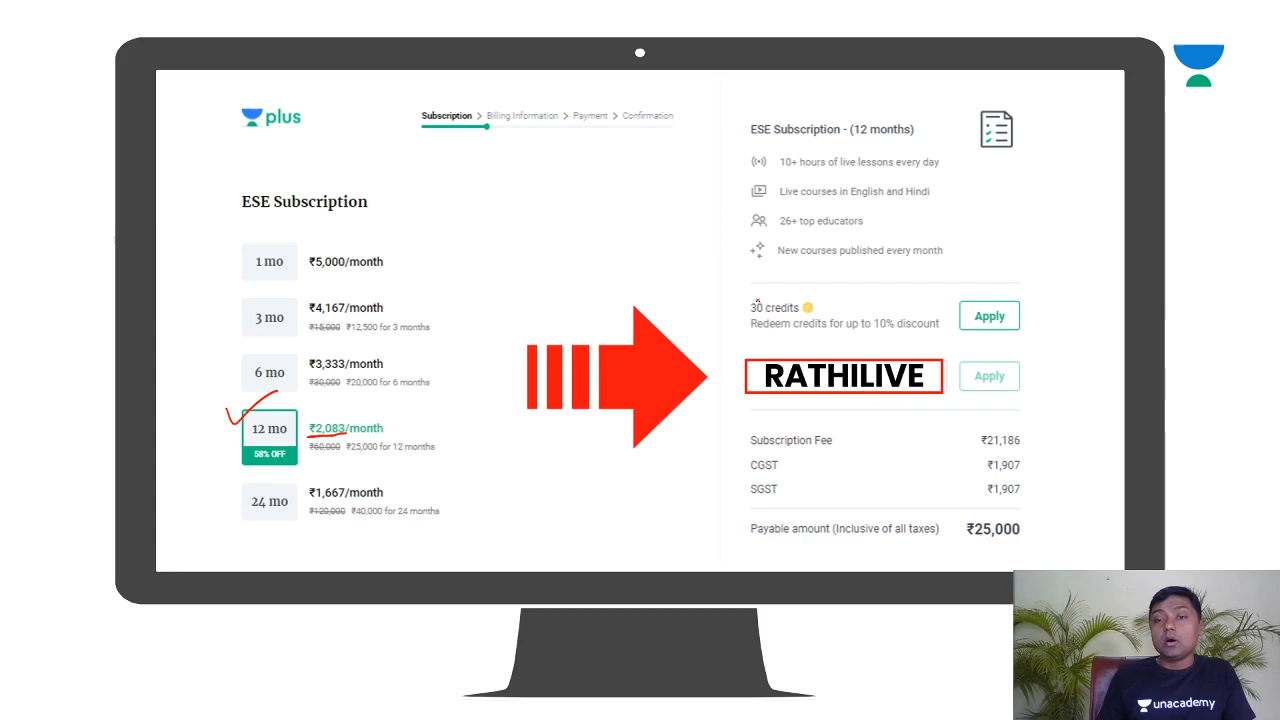 plus
Subscription > Billing Information > Payment > Confirmation
ESE Subscription
1 mo ₹5,000/month
3 mo ₹4,167/month
₹15,000 ₹12,500 for 3 months
6 mo ₹3,333/month
₹30,000 ₹20,000 for 6 months
12 mo ₹2,083/month
58% OFF ₹60,000 ₹25,000 for 12 months
24 mo ₹1,667/month
₹120,000 ₹40,000 for 24 months
ESE Subscription - (12 months)
10+ hours of live lessons every day
Live courses in English and Hindi
26+ top educators
New courses published every month
30 credits
Redeem credits for up to 10% discount
Apply
RATHILIVE Apply
Subscription Fee ₹21,186
CGST ₹1,907
SGST ₹1,907
Payable amount (Inclusive of all taxes) ₹25,000
unacademy